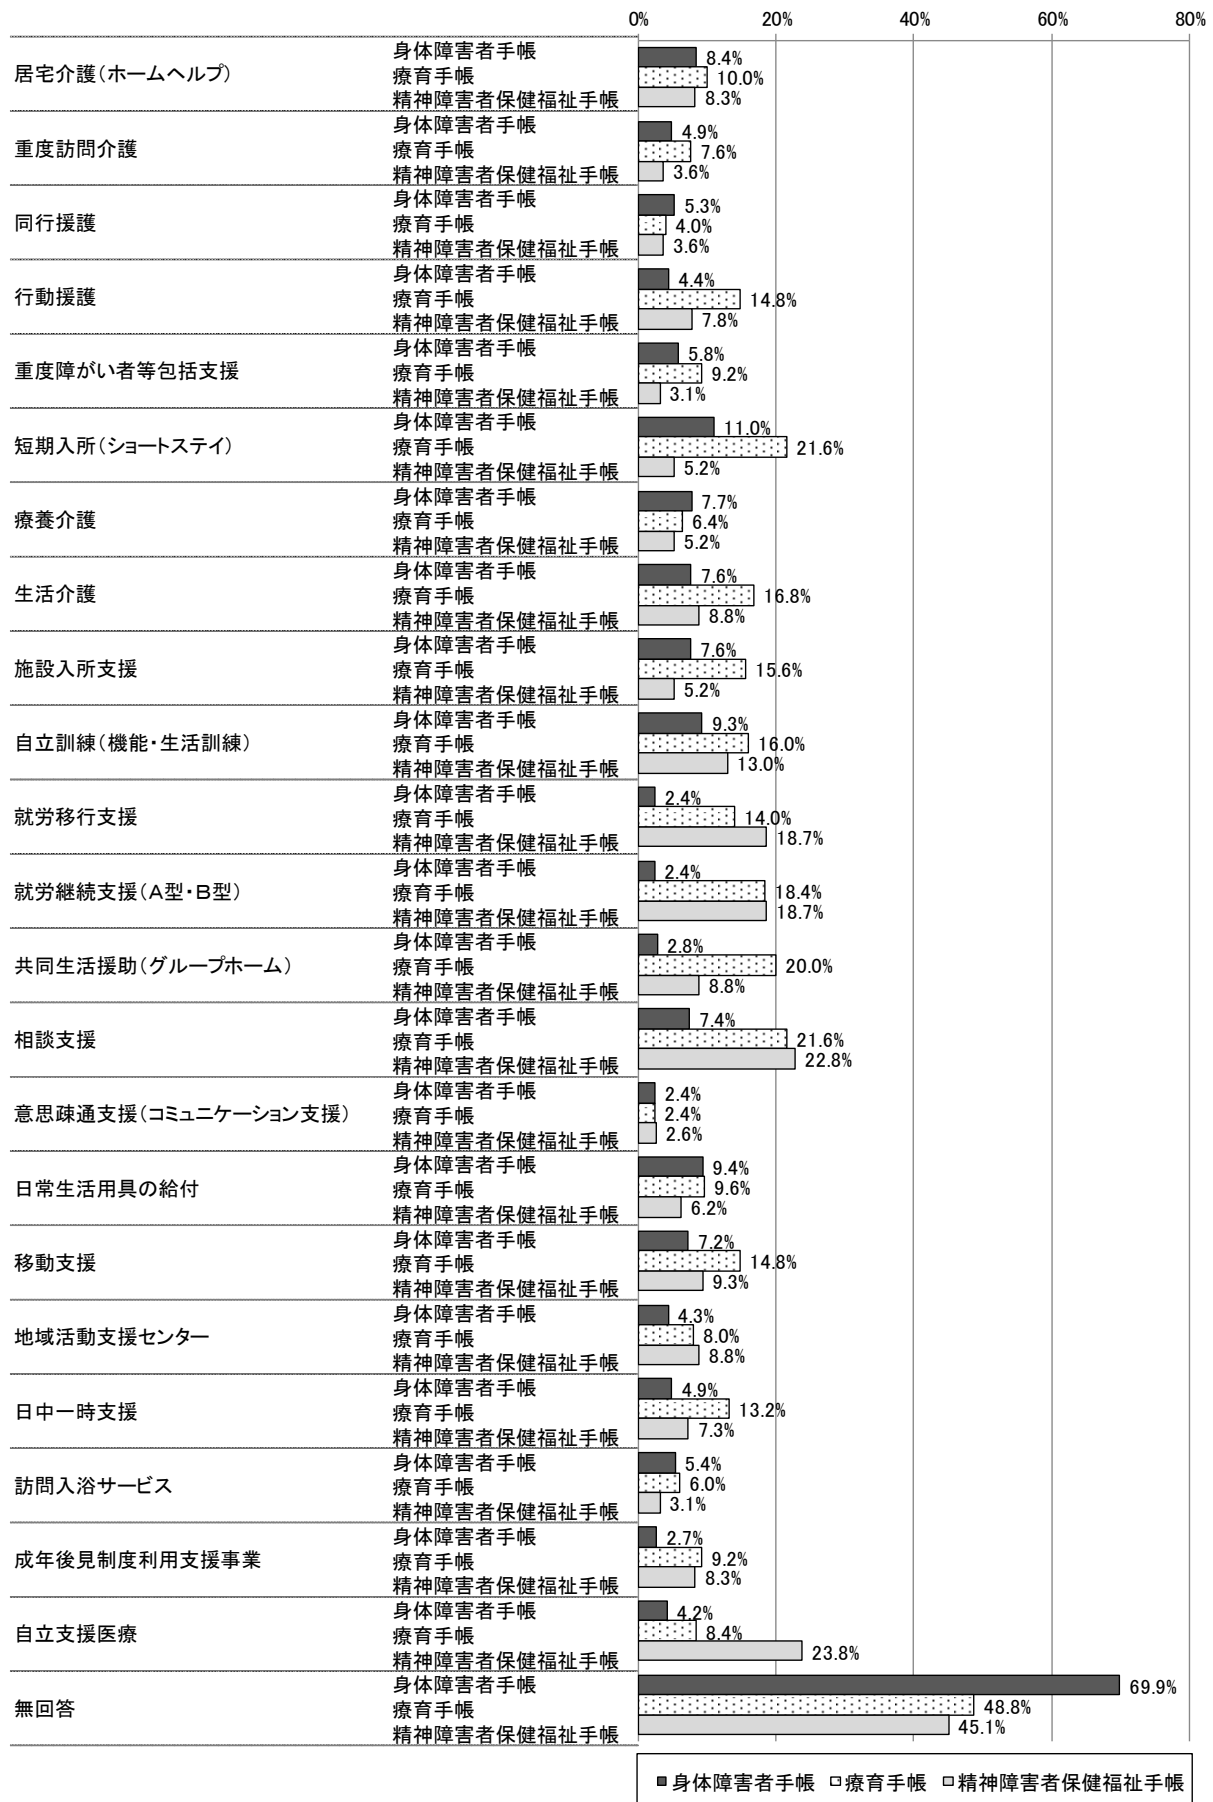 0% 20% 40% 60% 80%
居宅介護(ホームヘルプ)
身体障害者手帳 8.4%
療育手帳 10.0%
精神障害者保健福祉手帳 8.3%
重度訪問介護
身体障害者手帳 4.9%
療育手帳 7.6%
精神障害者保健福祉手帳 3.6%
同行援護
身体障害者手帳 5.3%
療育手帳 4.0%
精神障害者保健福祉手帳 3.6%
行動援護
身体障害者手帳 4.4%
療育手帳 14.8%
精神障害者保健福祉手帳 7.8%
重度障がい者等包括支援
身体障害者手帳 5.8%
療育手帳 9.2%
精神障害者保健福祉手帳 3.1%
短期入所(ショートステイ)
身体障害者手帳 11.0%
療育手帳 21.6%
精神障害者保健福祉手帳 5.2%
療養介護
身体障害者手帳 7.7%
療育手帳 6.4%
精神障害者保健福祉手帳 5.2%
生活介護
身体障害者手帳 7.6%
療育手帳 16.8%
精神障害者保健福祉手帳 8.8%
施設入所支援
身体障害者手帳 7.6%
療育手帳 15.6%
精神障害者保健福祉手帳 5.2%
自立訓練(機能・生活訓練)
身体障害者手帳 9.3%
療育手帳 16.0%
精神障害者保健福祉手帳 13.0%
就労移行支援
身体障害者手帳 2.4%
療育手帳 14.0%
精神障害者保健福祉手帳 18.7%
就労継続支援(A型・B型)
身体障害者手帳 2.4%
療育手帳 18.4%
精神障害者保健福祉手帳 18.7%
共同生活援助(グループホーム)
身体障害者手帳 2.8%
療育手帳 20.0%
精神障害者保健福祉手帳 8.8%
相談支援
身体障害者手帳 7.4%
療育手帳 21.6%
精神障害者保健福祉手帳 22.8%
意思疎通支援(コミュニケーション支援)
身体障害者手帳 2.4%
療育手帳 2.4%
精神障害者保健福祉手帳 2.6%
日常生活用具の給付
身体障害者手帳 9.4%
療育手帳 9.6%
精神障害者保健福祉手帳 6.2%
移動支援
身体障害者手帳 7.2%
療育手帳 14.8%
精神障害者保健福祉手帳 9.3%
地域活動支援センター
身体障害者手帳 4.3%
療育手帳 8.0%
精神障害者保健福祉手帳 8.8%
日中一時支援
身体障害者手帳 4.9%
療育手帳 13.2%
精神障害者保健福祉手帳 7.3%
訪問入浴サービス
身体障害者手帳 5.4%
療育手帳 6.0%
精神障害者保健福祉手帳 3.1%
成年後見制度利用支援事業
身体障害者手帳 2.7%
療育手帳 9.2%
精神障害者保健福祉手帳 8.3%
自立支援医療
身体障害者手帳 4.2%
療育手帳 8.4%
精神障害者保健福祉手帳 23.8%
無回答
身体障害者手帳 69.9%
療育手帳 48.8%
精神障害者保健福祉手帳 45.1%
身体障害者手帳 療育手帳 精神障害者保健福祉手帳